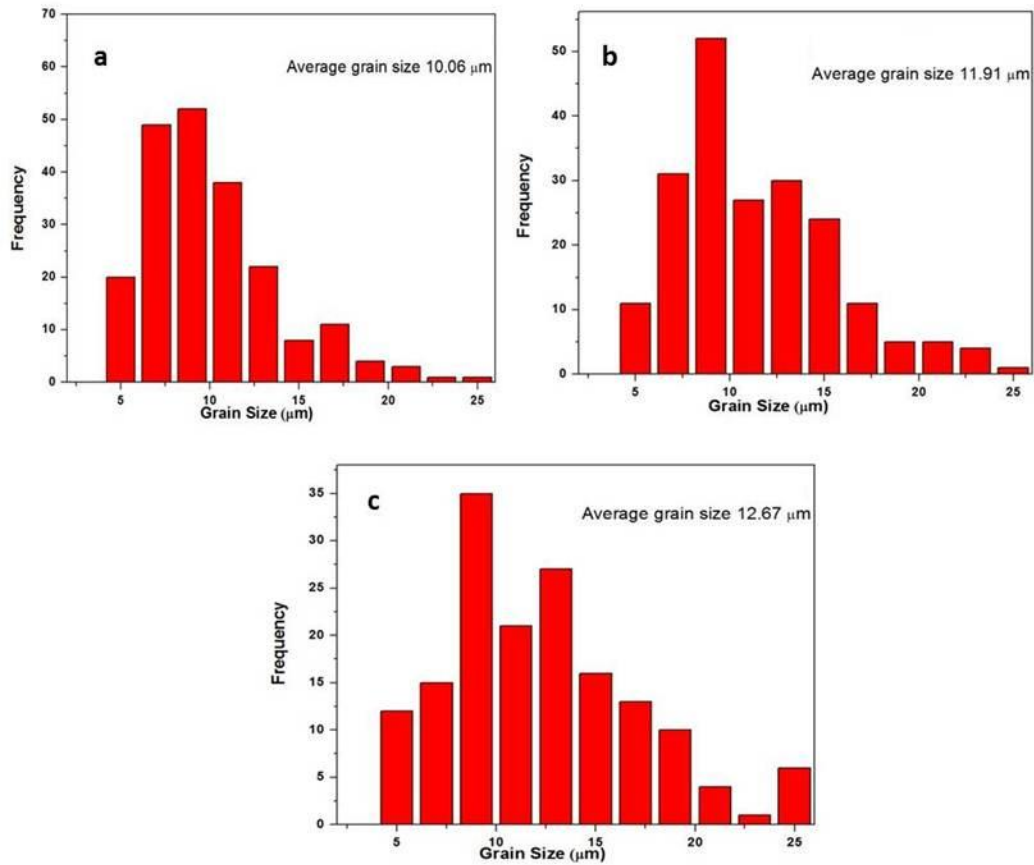 a
Average grain size 10.06 μm
70
60
50
40
30
20
10
0
Frequency
5 10 15 20 25
Grain Size (μm)
b
Average grain size 11.91 μm
50
40
30
20
10
0
Frequency
5 10 15 20 25
Grain Size (μm)
c
Average grain size 12.67 μm
35
30
25
20
15
10
5
0
Frequency
5 10 15 20 25
Grain Size (μm)